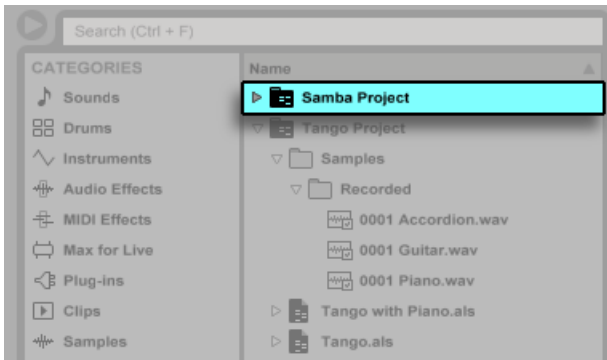 Search (Ctrl + F)
CATEGORIES
Sounds
Drums
Instruments
Audio Effects
MIDI Effects
Max for Live
Plug-ins
Clips
Samples
Name
Samba Project
Tango Project
Samples
Recorded
0001 Accordion.wav
0001 Guitar.wav
0001 Piano.wav
Tango with Piano.als
Tango.als